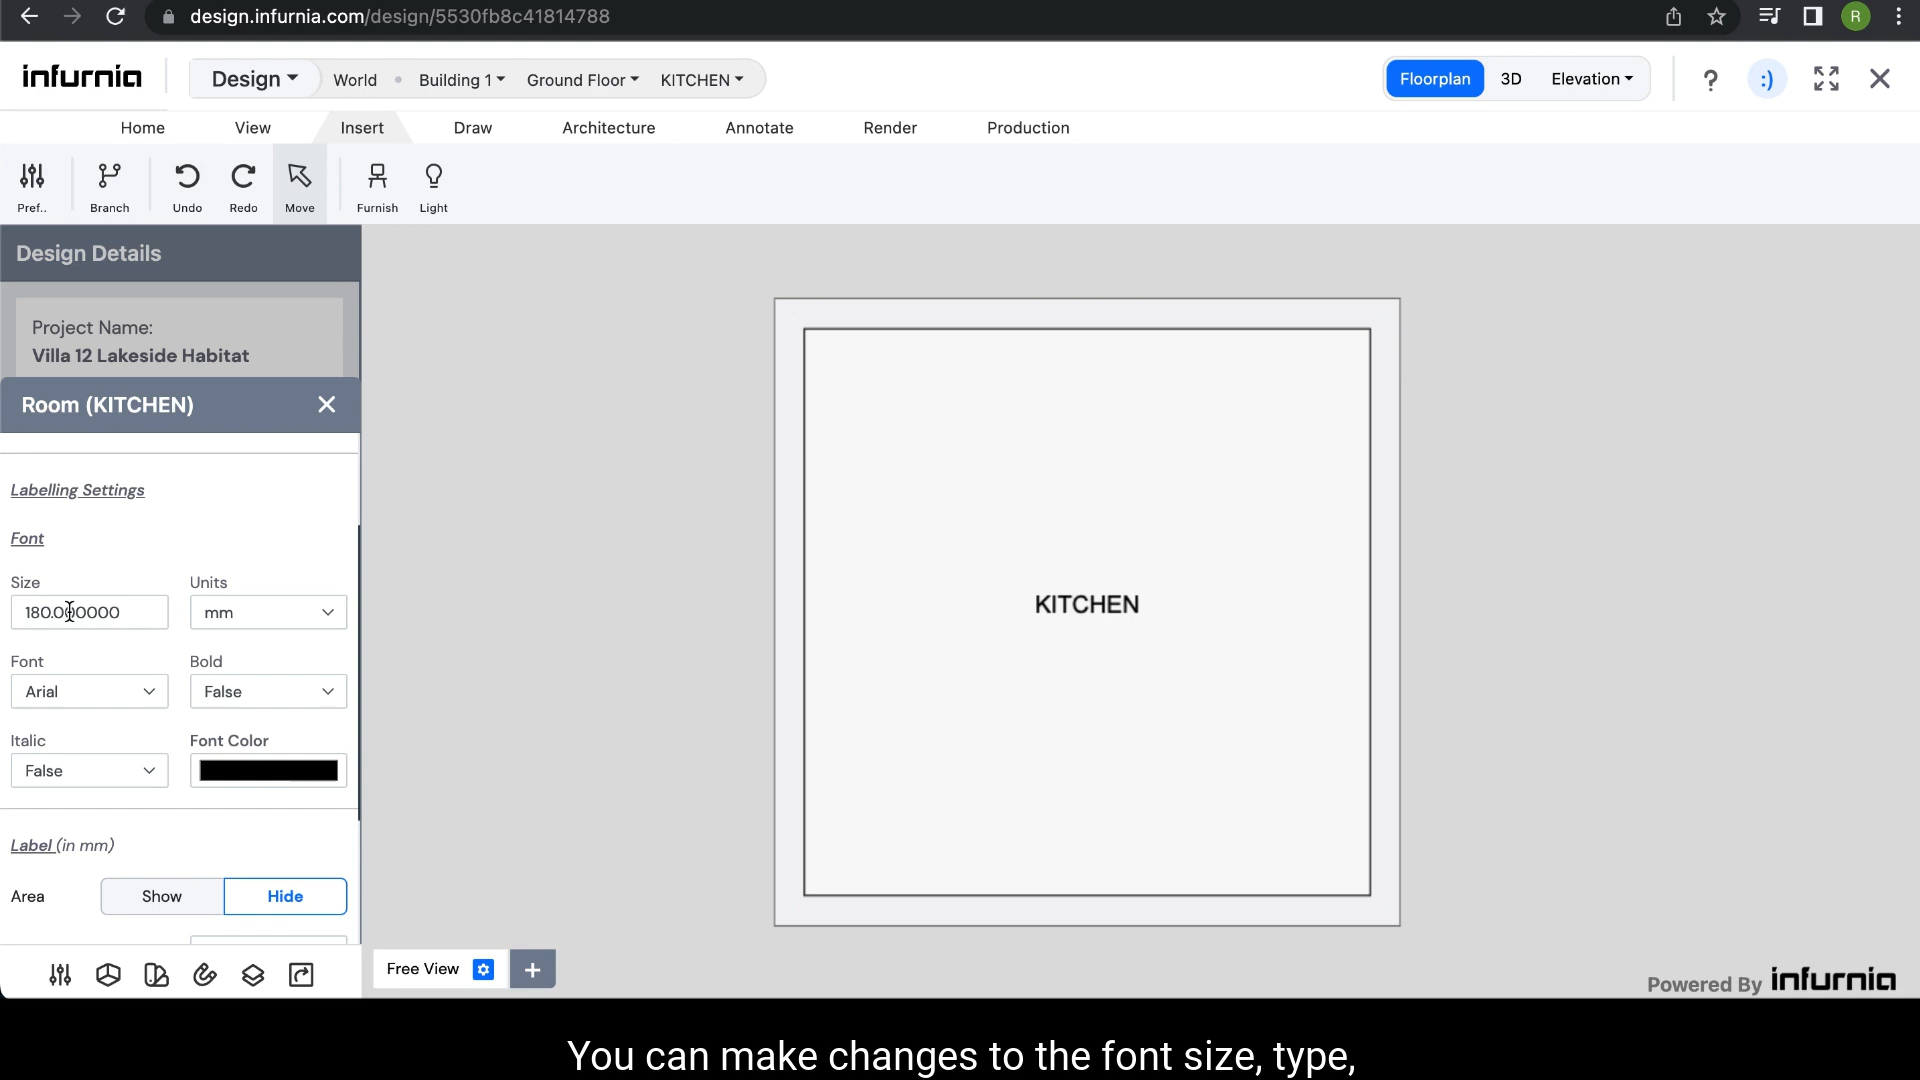 design.infurnia.com/design/5530fb8c41814788
R
infurnia
Design World Building 1 Ground Floor KITCHEN
Floorplan 3D Elevation ? :)
Home View Insert Draw Architecture Annotate Render Production
Pref.. Branch Undo Redo Move Furnish Light
Design Details
Project Name:
Villa 12 Lakeside Habitat
Room (KITCHEN)
Labelling Settings
Font
Size Units
180.000000 mm
Font Bold
Arial False
Italic Font Color
False
Label (in mm)
Area Show Hide
KITCHEN
Free View +
Powered By infurnia
You can make changes to the font size, type,